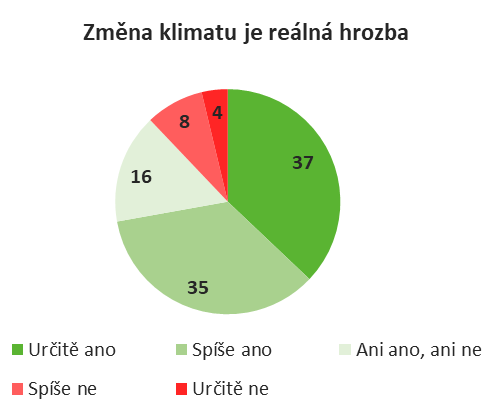 Změna klimatu je reálná hrozba
4
8
37
16
35
Určitě ano
Spíše ano
Ani ano, ani ne
Spíše ne
Určitě ne